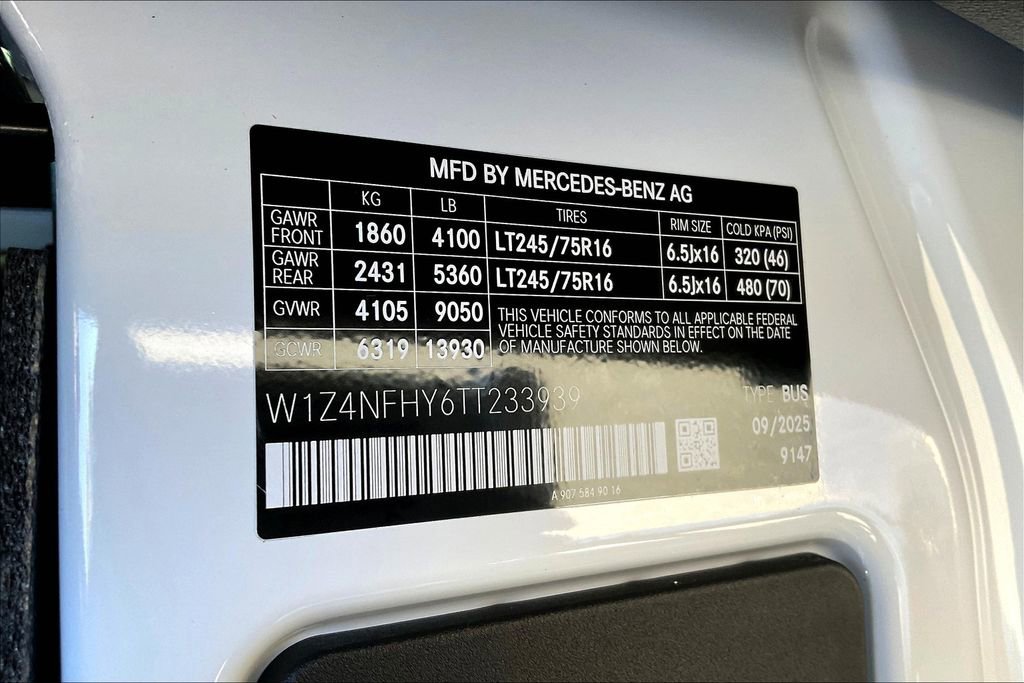 MFD BY MERCEDES-BENZ AG
KG LB TIRES RIM SIZE COLD KPA (PSI)
GAWR FRONT 1860 4100 LT245/75R16 6.5Jx16 320 (46)
GAWR REAR 2431 5360 LT245/75R16 6.5Jx16 480 (70)
GVWR 4105 9050
GCWR 6319 13930
THIS VEHICLE CONFORMS TO ALL APPLICABLE FEDERAL
VEHICLE SAFETY STANDARDS IN EFFECT ON THE DATE
OF MANUFACTURE SHOWN BELOW.
W1Z4NFHY6TT233939
TYPE BUS
09/2025
9147
A 907 584 90 16